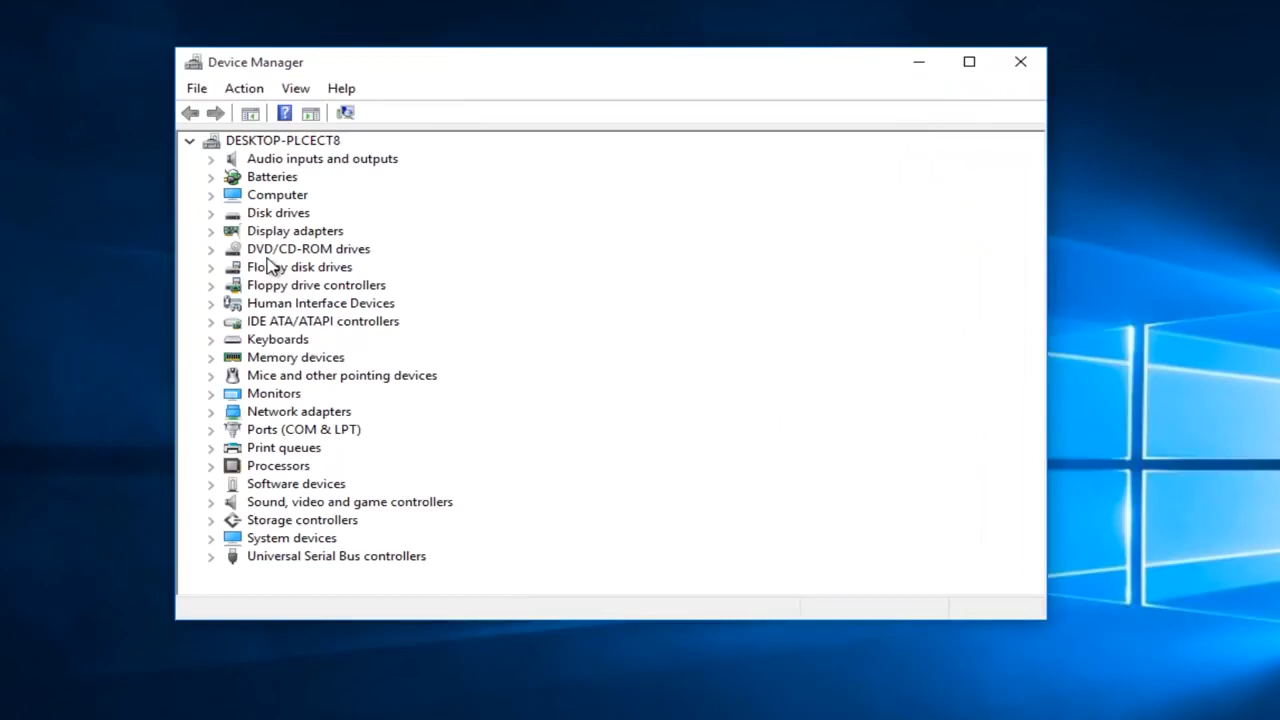 Device Manager
File Action View Help
DESKTOP-PLCECT8
Audio inputs and outputs
Batteries
Computer
Disk drives
Display adapters
DVD/CD-ROM drives
Floppy disk drives
Floppy drive controllers
Human Interface Devices
IDE ATA/ATAPI controllers
Keyboards
Memory devices
Mice and other pointing devices
Monitors
Network adapters
Ports (COM & LPT)
Print queues
Processors
Software devices
Sound, video and game controllers
Storage controllers
System devices
Universal Serial Bus controllers